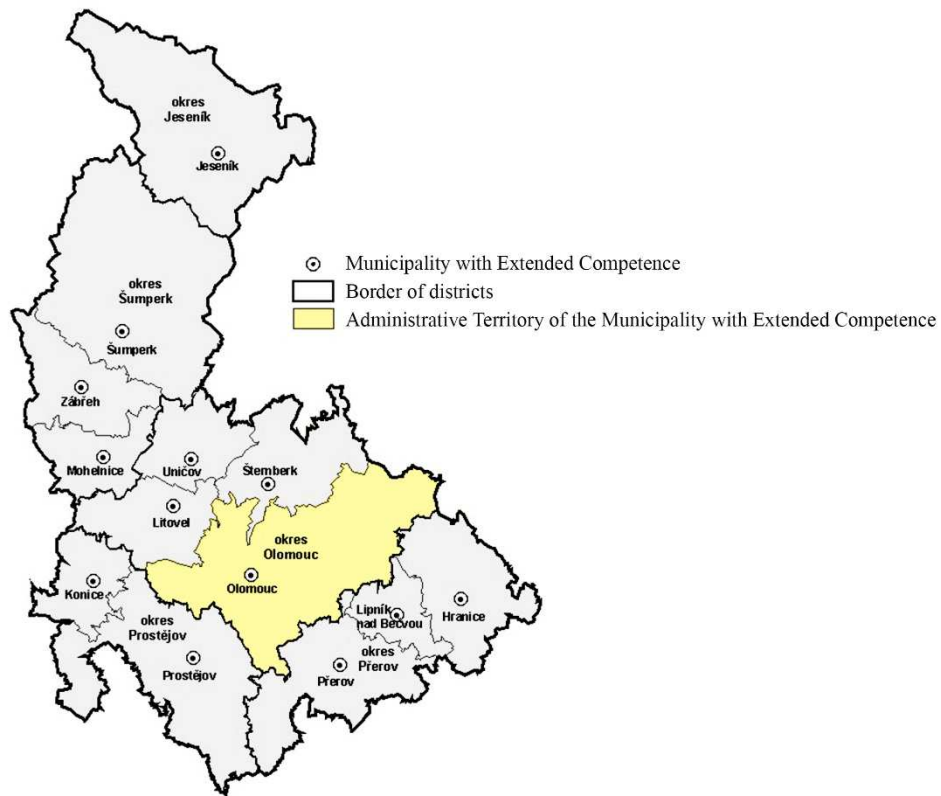 okres
Jeseník
Jeseník
Municipality with Extended Competence
Border of districts
Administrative Territory of the Municipality with Extended Competence
okres
Šumperk
Šumperk
Zábřeh
Mohelnice
Uničov
Štemberk
Litovel
okres
Olomouc
Olomouc
Konice
okres
Prostějov
Prostějov
Lipník
nad Bečvou
Hranice
okres
Přerov
Přerov